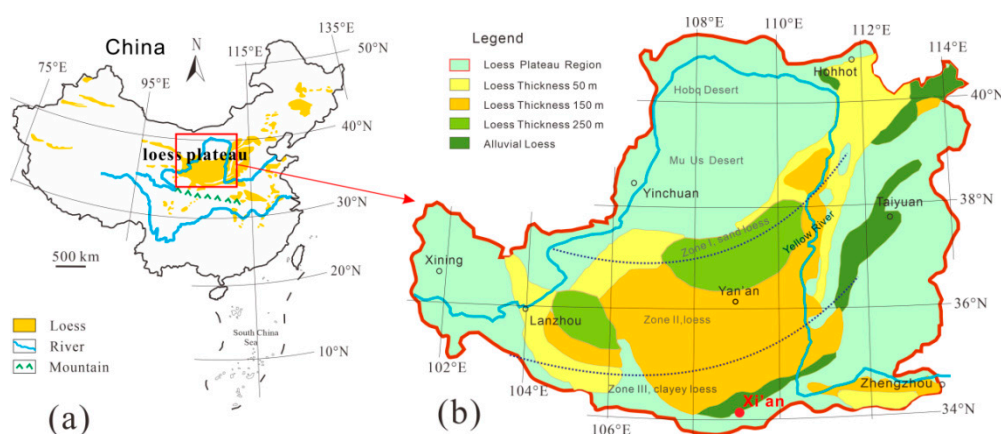 China
N
75°E
95°E
115°E
135°E
50°N
40°N
30°N
20°N
10°N
loess plateau
500 km
South China
Sea
Loess
River
Mountain
(a)
Legend
Loess Plateau Region
Loess Thickness 50 m
Loess Thickness 150 m
Loess Thickness 250 m
Alluvial Loess
108°E
110°E
112°E
114°E
40°N
38°N
36°N
34°N
102°E
104°E
106°E
Hohhot
Hobq Desert
Mu Us Desert
Yinchuan
Taiyuan
Xining
Zone I, sand loess
Yellow River
Yan'an
Lanzhou
Zone II, loess
Zone III, clayey loess
Zhengzhou
Xi'an
(b)